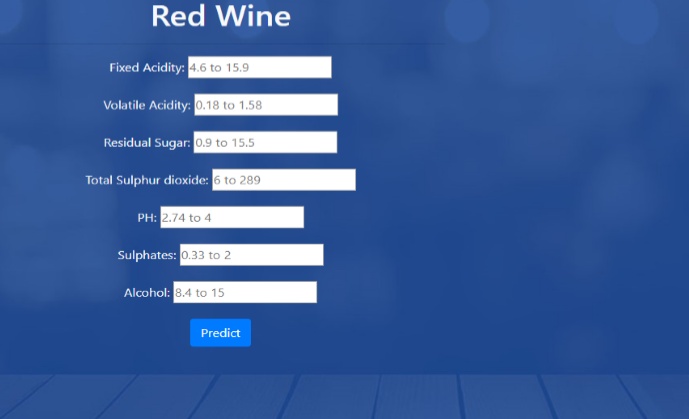 Red Wine
Fixed Acidity: 4.6 to 15.9
Volatile Acidity: 0.18 to 1.58
Residual Sugar: 0.9 to 15.5
Total Sulphur dioxide: 6 to 289
PH: 2.74 to 4
Sulphates: 0.33 to 2
Alcohol: 8.4 to 15
Predict